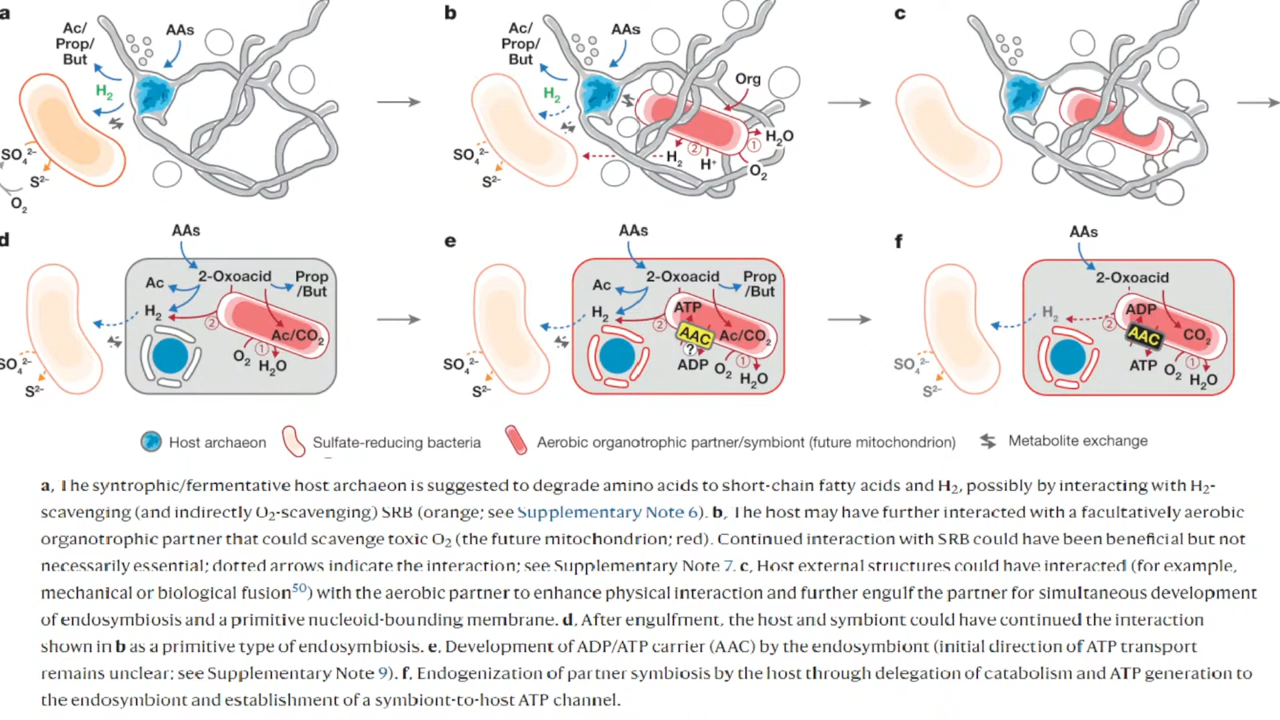 a
Ac/
Prop/
But
AAs
H₂
SO₄²⁻
S²⁻
O₂
b
Ac/
Prop/
But
AAs
H₂
Org
H₂O
①
②
H₂
H⁺
O₂
SO₄²⁻
S²⁻
c
d
AAs
2-Oxoacid
Ac
Prop
/But
H₂
②
Ac/CO₂
①
O₂
H₂O
SO₄²⁻
S²⁻
e
AAs
2-Oxoacid
Ac
Prop
/But
H₂
ATP
②
AAC
Ac/CO₂
?
①
ADP
O₂
H₂O
SO₄²⁻
S²⁻
f
AAs
2-Oxoacid
H₂
ADP
②
AAC
CO₂
①
ATP
O₂
H₂O
SO₄²⁻
S²⁻
Host archaeon
Sulfate-reducing bacteria
Aerobic organotrophic partner/symbiont (future mitochondrion)
Metabolite exchange
a, The syntrophic/fermentative host archaeon is suggested to degrade amino acids to short-chain fatty acids and H₂, possibly by interacting with H₂-
scavenging (and indirectly O₂-scavenging) SRB (orange; see Supplementary Note 6). b, The host may have further interacted with a facultatively aerobic
organotrophic partner that could scavenge toxic O₂ (the future mitochondrion; red). Continued interaction with SRB could have been beneficial but not
necessarily essential; dotted arrows indicate the interaction; see Supplementary Note 7. c, Host external structures could have interacted (for example,
mechanical or biological fusion⁵⁰) with the aerobic partner to enhance physical interaction and further engulf the partner for simultaneous development
of endosymbiosis and a primitive nucleoid-bounding membrane. d, After engulfment, the host and symbiont could have continued the interaction
shown in b as a primitive type of endosymbiosis. e, Development of ADP/ATP carrier (AAC) by the endosymbiont (initial direction of ATP transport
remains unclear; see Supplementary Note 9). f, Endogenization of partner symbiosis by the host through delegation of catabolism and ATP generation to
the endosymbiont and establishment of a symbiont-to-host ATP channel.